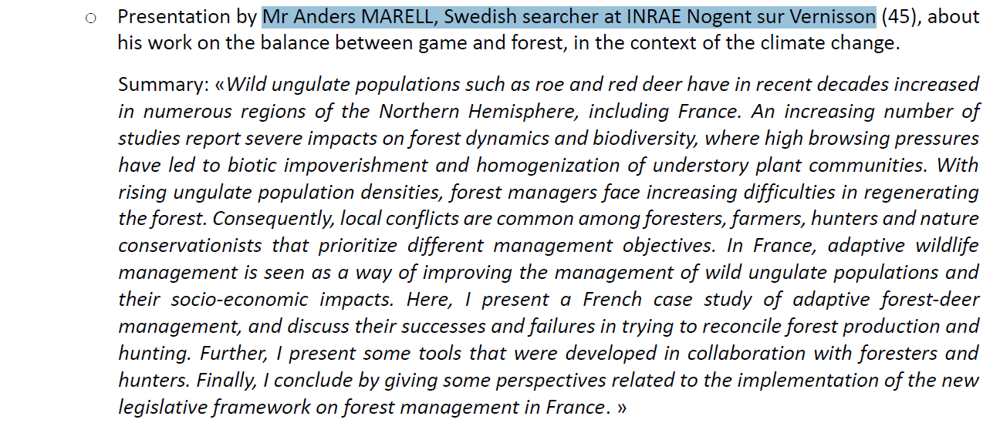 ○ Presentation by Mr Anders MARELL, Swedish searcher at INRAE Nogent sur Vernisson (45), about
his work on the balance between game and forest, in the context of the climate change.
Summary: «Wild ungulate populations such as roe and red deer have in recent decades increased
in numerous regions of the Northern Hemisphere, including France. An increasing number of
studies report severe impacts on forest dynamics and biodiversity, where high browsing pressures
have led to biotic impoverishment and homogenization of understory plant communities. With
rising ungulate population densities, forest managers face increasing difficulties in regenerating
the forest. Consequently, local conflicts are common among foresters, farmers, hunters and nature
conservationists that prioritize different management objectives. In France, adaptive wildlife
management is seen as a way of improving the management of wild ungulate populations and
their socio-economic impacts. Here, I present a French case study of adaptive forest-deer
management, and discuss their successes and failures in trying to reconcile forest production and
hunting. Further, I present some tools that were developed in collaboration with foresters and
hunters. Finally, I conclude by giving some perspectives related to the implementation of the new
legislative framework on forest management in France. »